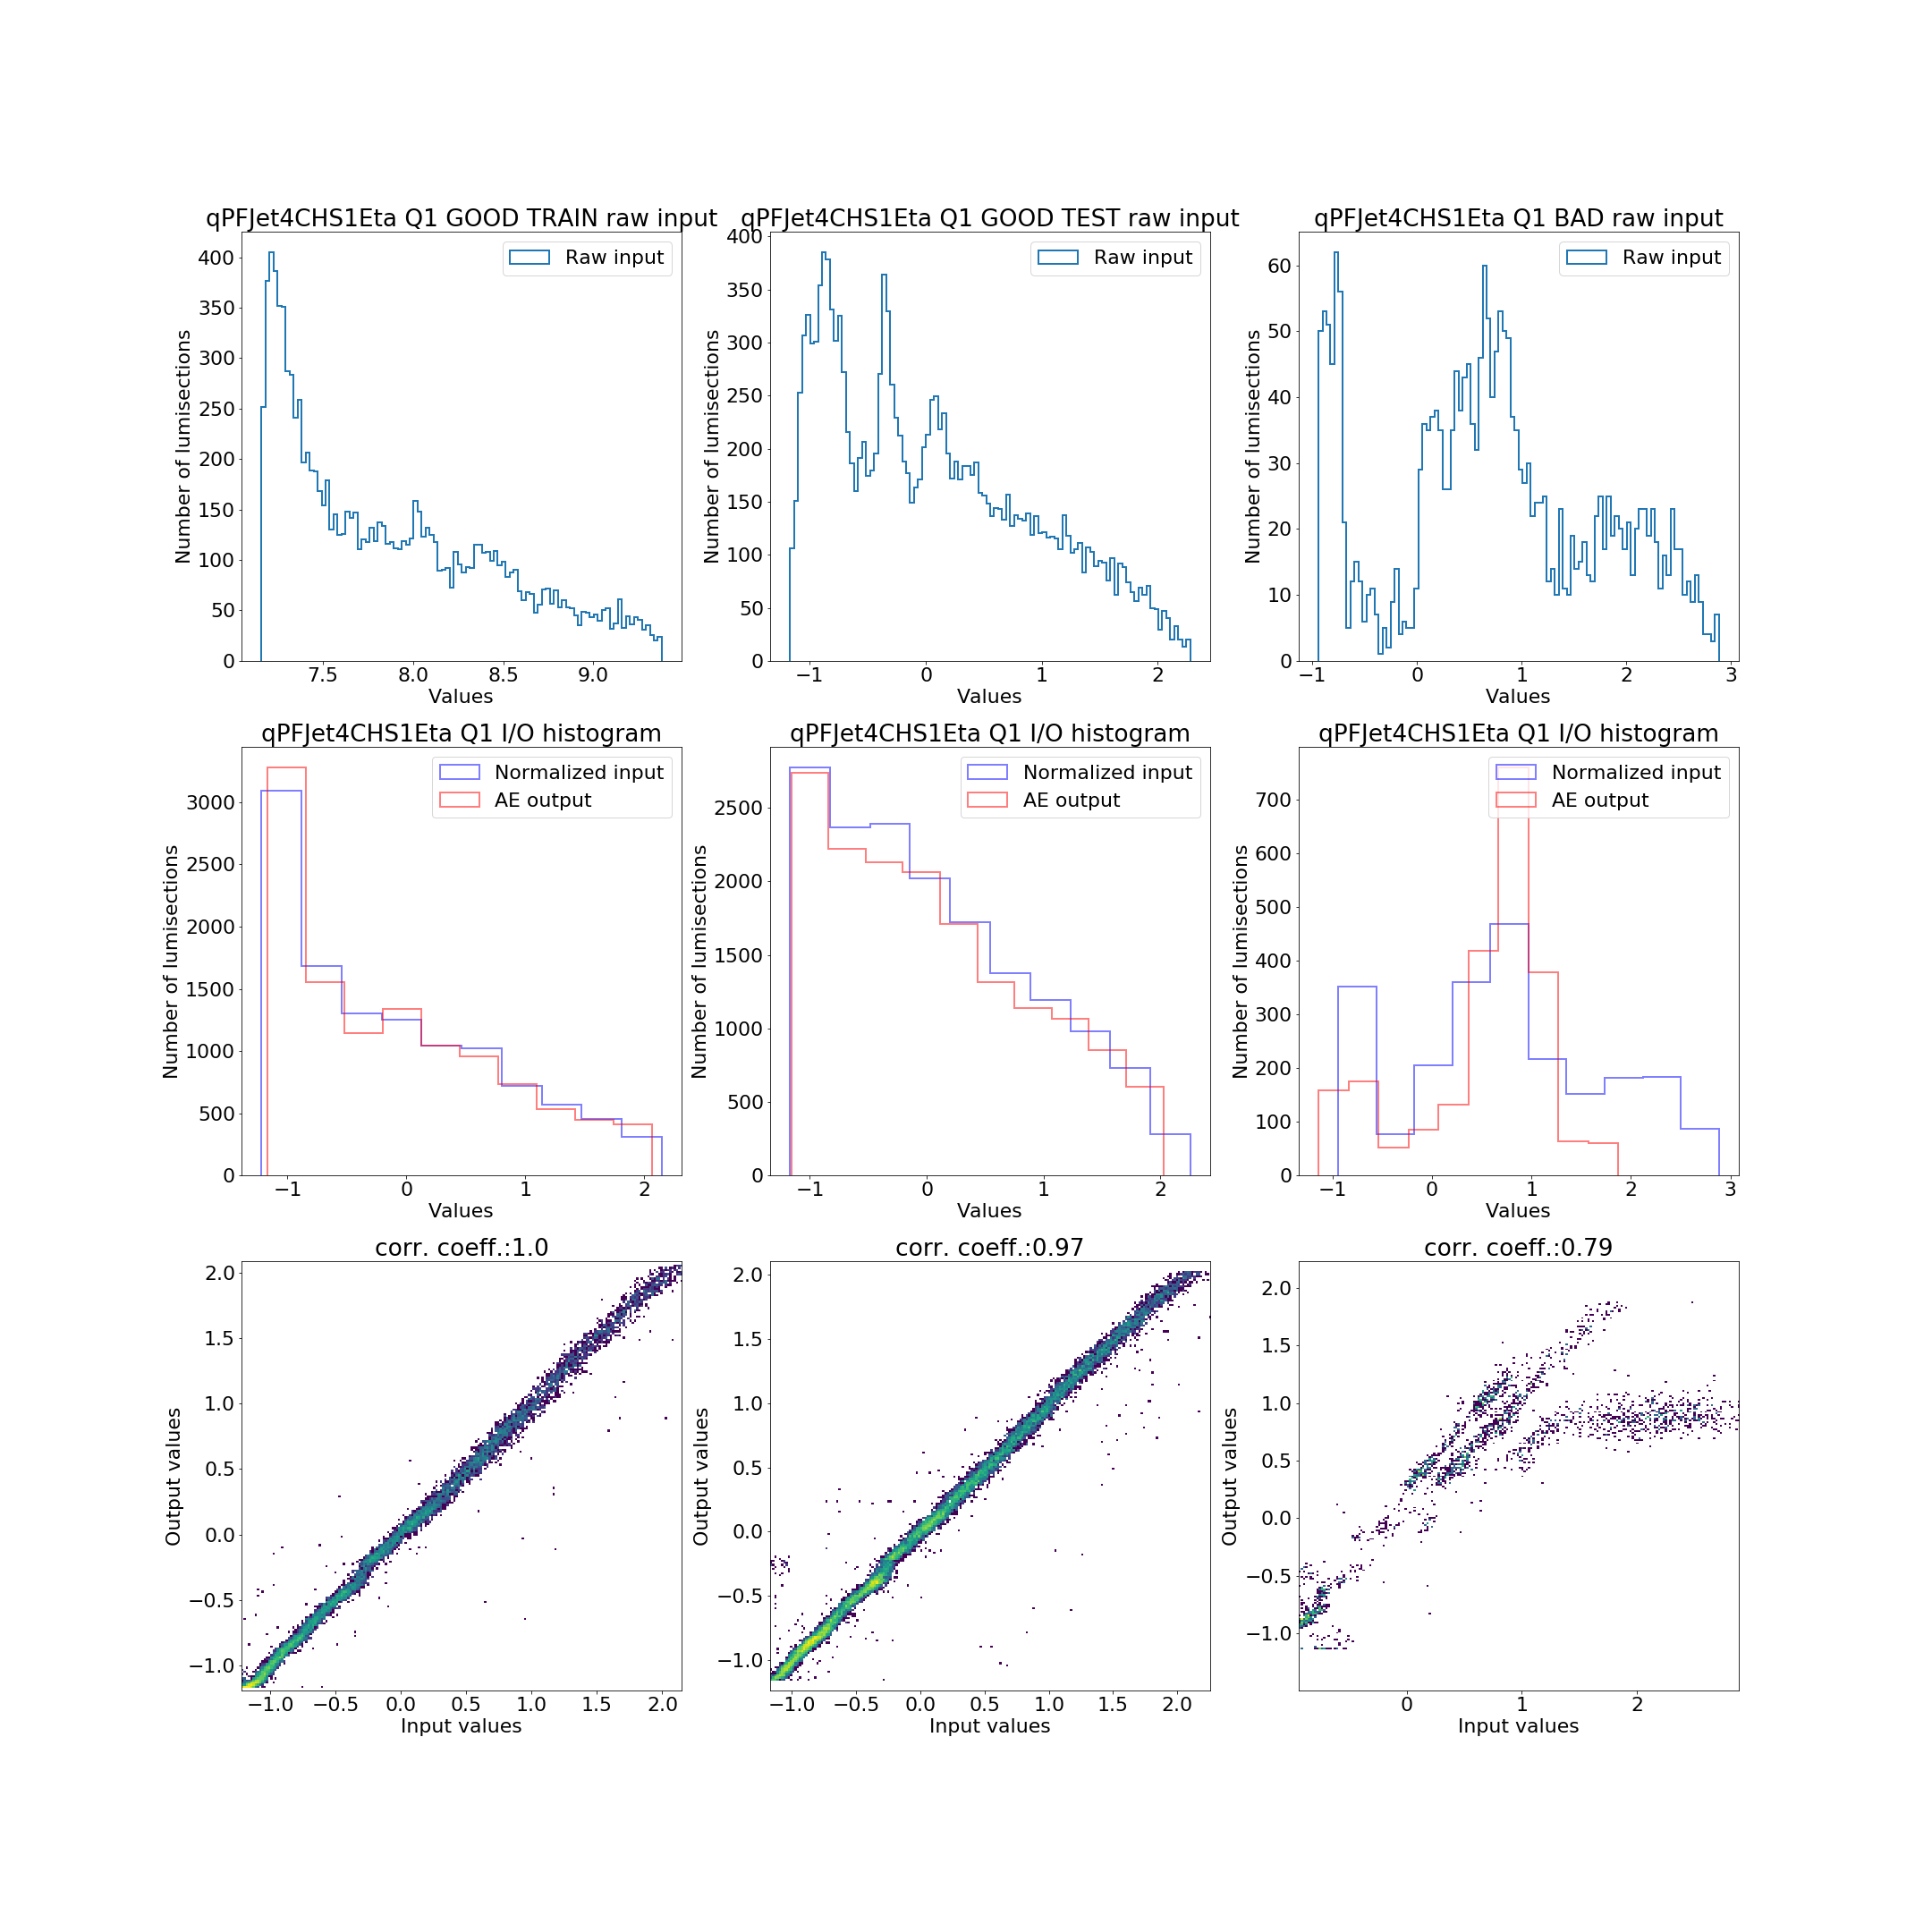 qPFJet4CHS1Eta Q1 GOOD TRAIN raw input
Raw input
Number of lumisections
400
350
300
250
200
150
100
50
0
7.5 8.0 8.5 9.0
Values
qPFJet4CHS1Eta Q1 GOOD TEST raw input
Raw input
Number of lumisections
400
350
300
250
200
150
100
50
0
−1 0 1 2
Values
qPFJet4CHS1Eta Q1 BAD raw input
Raw input
Number of lumisections
60
50
40
30
20
10
0
−1 0 1 2 3
Values
qPFJet4CHS1Eta Q1 I/O histogram
Normalized input
AE output
Number of lumisections
3000
2500
2000
1500
1000
500
0
−1 0 1 2
Values
qPFJet4CHS1Eta Q1 I/O histogram
Normalized input
AE output
Number of lumisections
2500
2000
1500
1000
500
0
−1 0 1 2
Values
qPFJet4CHS1Eta Q1 I/O histogram
Normalized input
AE output
Number of lumisections
700
600
500
400
300
200
100
0
−1 0 1 2 3
Values
corr. coeff.:1.0
Output values
2.0
1.5
1.0
0.5
0.0
−0.5
−1.0
−1.0 −0.5 0.0 0.5 1.0 1.5 2.0
Input values
corr. coeff.:0.97
Output values
2.0
1.5
1.0
0.5
0.0
−0.5
−1.0
−1.0 −0.5 0.0 0.5 1.0 1.5 2.0
Input values
corr. coeff.:0.79
Output values
2.0
1.5
1.0
0.5
0.0
−0.5
−1.0
0 1 2
Input values